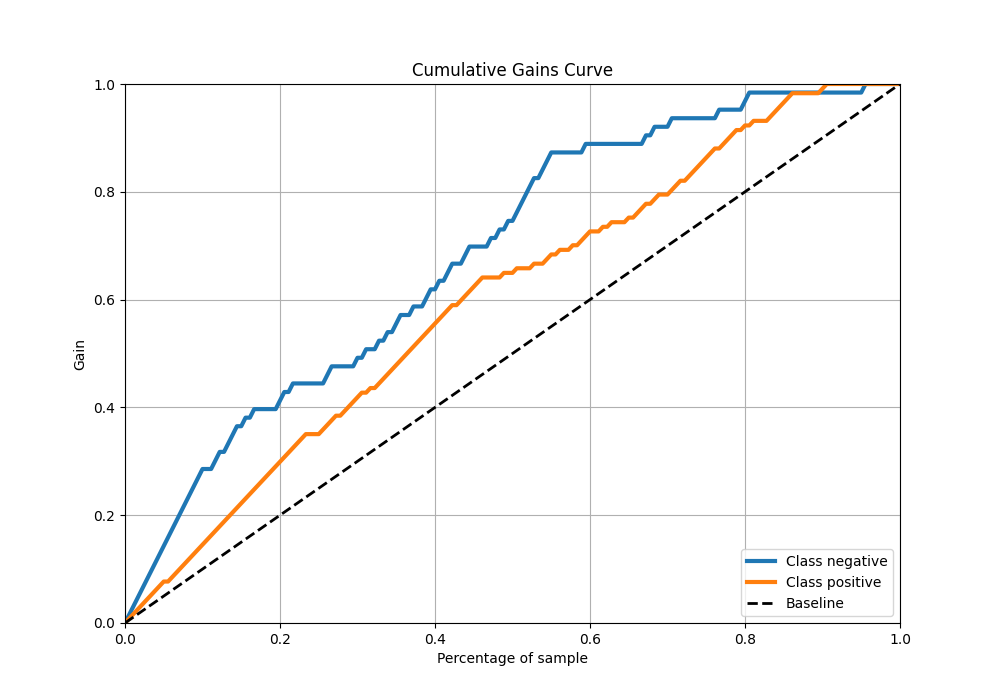 Cumulative Gains Curve
1.0
0.8
0.6
0.4
0.2
0.0
Gain
0.0 0.2 0.4 0.6 0.8 1.0
Percentage of sample
Class negative
Class positive
Baseline